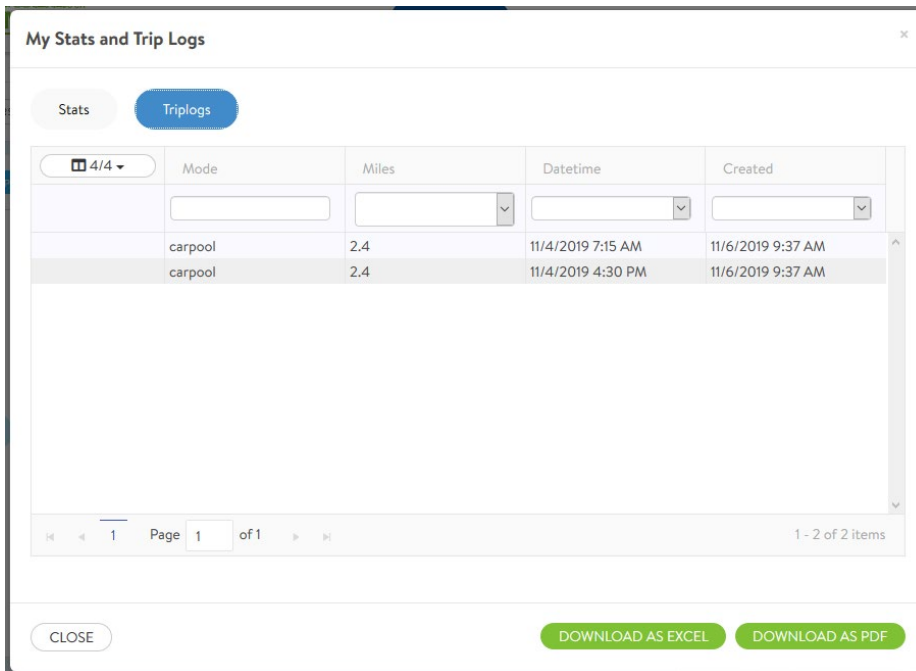 My Stats and Trip Logs ×
Stats Triplogs
4/4 Mode Miles Datetime Created
carpool 2.4 11/4/2019 7:15 AM 11/6/2019 9:37 AM
carpool 2.4 11/4/2019 4:30 PM 11/6/2019 9:37 AM
1 Page 1 of 1 1 - 2 of 2 items
CLOSE DOWNLOAD AS EXCEL DOWNLOAD AS PDF